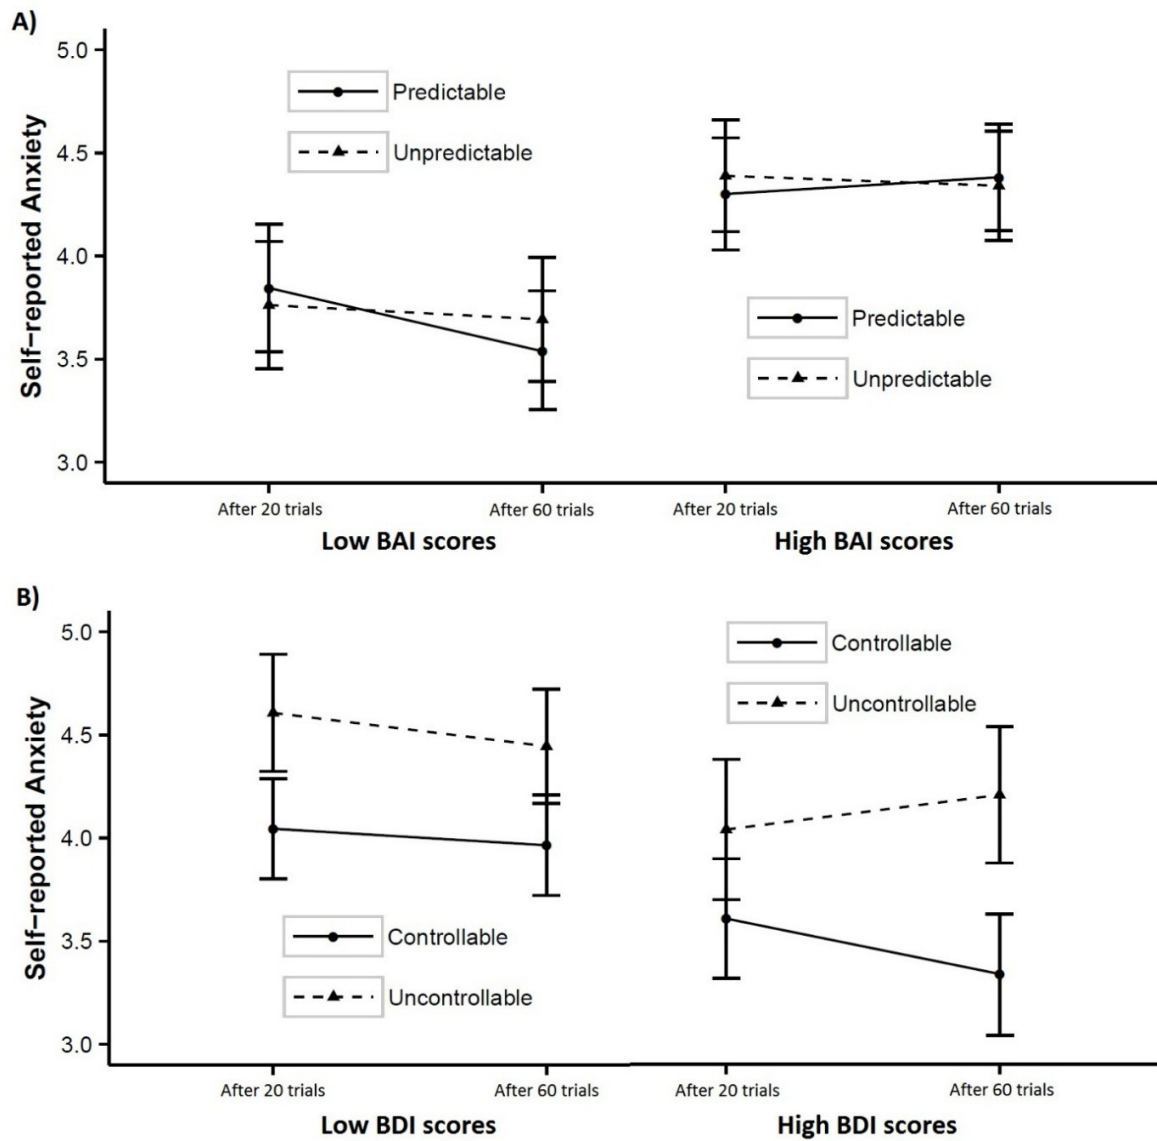 A)
5.0
4.5
4.0
3.5
3.0
Self-reported Anxiety
Predictable
Unpredictable
Predictable
Unpredictable
After 20 trials After 60 trials After 20 trials After 60 trials
Low BAI scores High BAI scores
B)
5.0
4.5
4.0
3.5
3.0
Self-reported Anxiety
Controllable
Uncontrollable
Controllable
Uncontrollable
After 20 trials After 60 trials After 20 trials After 60 trials
Low BDI scores High BDI scores